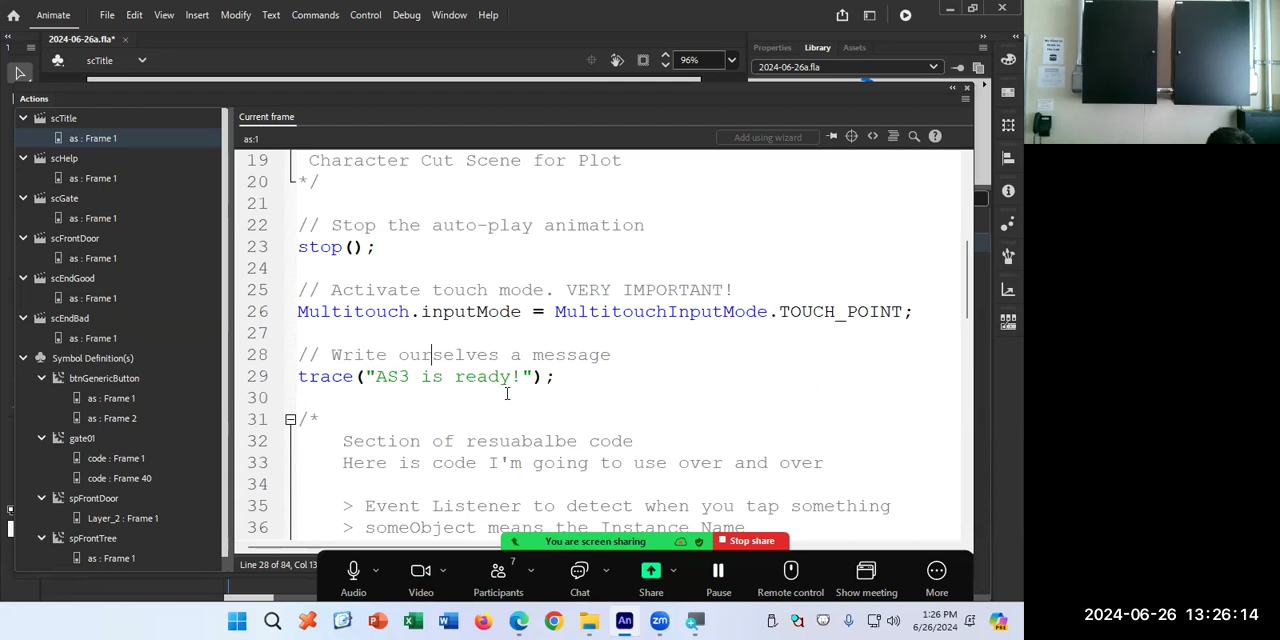 Animate
File
Edit
View
Insert
Modify
Text
Commands
Control
Debug
Window
Help
2024-06-26a.fla*
Properties
Library
Assets
scTitle
96%
2024-06-26a.fla
Actions
scTitle
as : Frame 1
scHelp
as : Frame 1
scGate
as : Frame 1
scFrontDoor
as : Frame 1
scEndGood
as : Frame 1
scEndBad
as : Frame 1
Symbol Definition(s)
btnGenericButton
as : Frame 1
as : Frame 2
gate01
code : Frame 1
code : Frame 40
spFrontDoor
Layer_2 : Frame 1
spFrontTree
as : Frame 1
Current frame
as:1
Add using wizard
19 Character Cut Scene for Plot
20 */
21
22 // Stop the auto-play animation
23 stop();
24
25 // Activate touch mode. VERY IMPORTANT!
26 Multitouch.inputMode = MultitouchInputMode.TOUCH_POINT;
27
28 // Write ourselves a message
29 trace("AS3 is ready!");
30
31 /*
32 Section of resuabalbe code
33 Here is code I'm going to use over and over
34
35 > Event Listener to detect when you tap something
36 > someObject means the Instance Name
Line 28 of 84, Col 13
You are screen sharing
Stop share
Audio
Video
Participants
7
Chat
Share
Pause
Remote control
Show meeting
More
1:26 PM
6/26/2024
2024-06-26 13:26:14